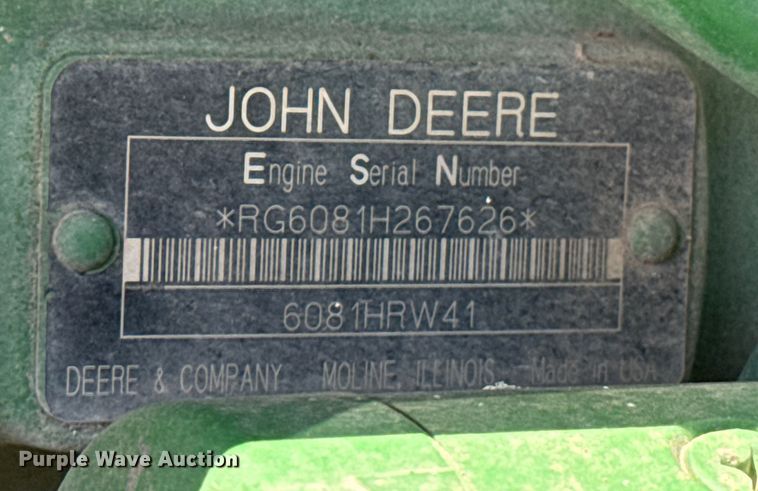 JOHN DEERE
Engine Serial Number
*RG6081H267626*
6081HRW41
DEERE & COMPANY MOLINE, ILLINOIS Made in USA
Purple Wave Auction